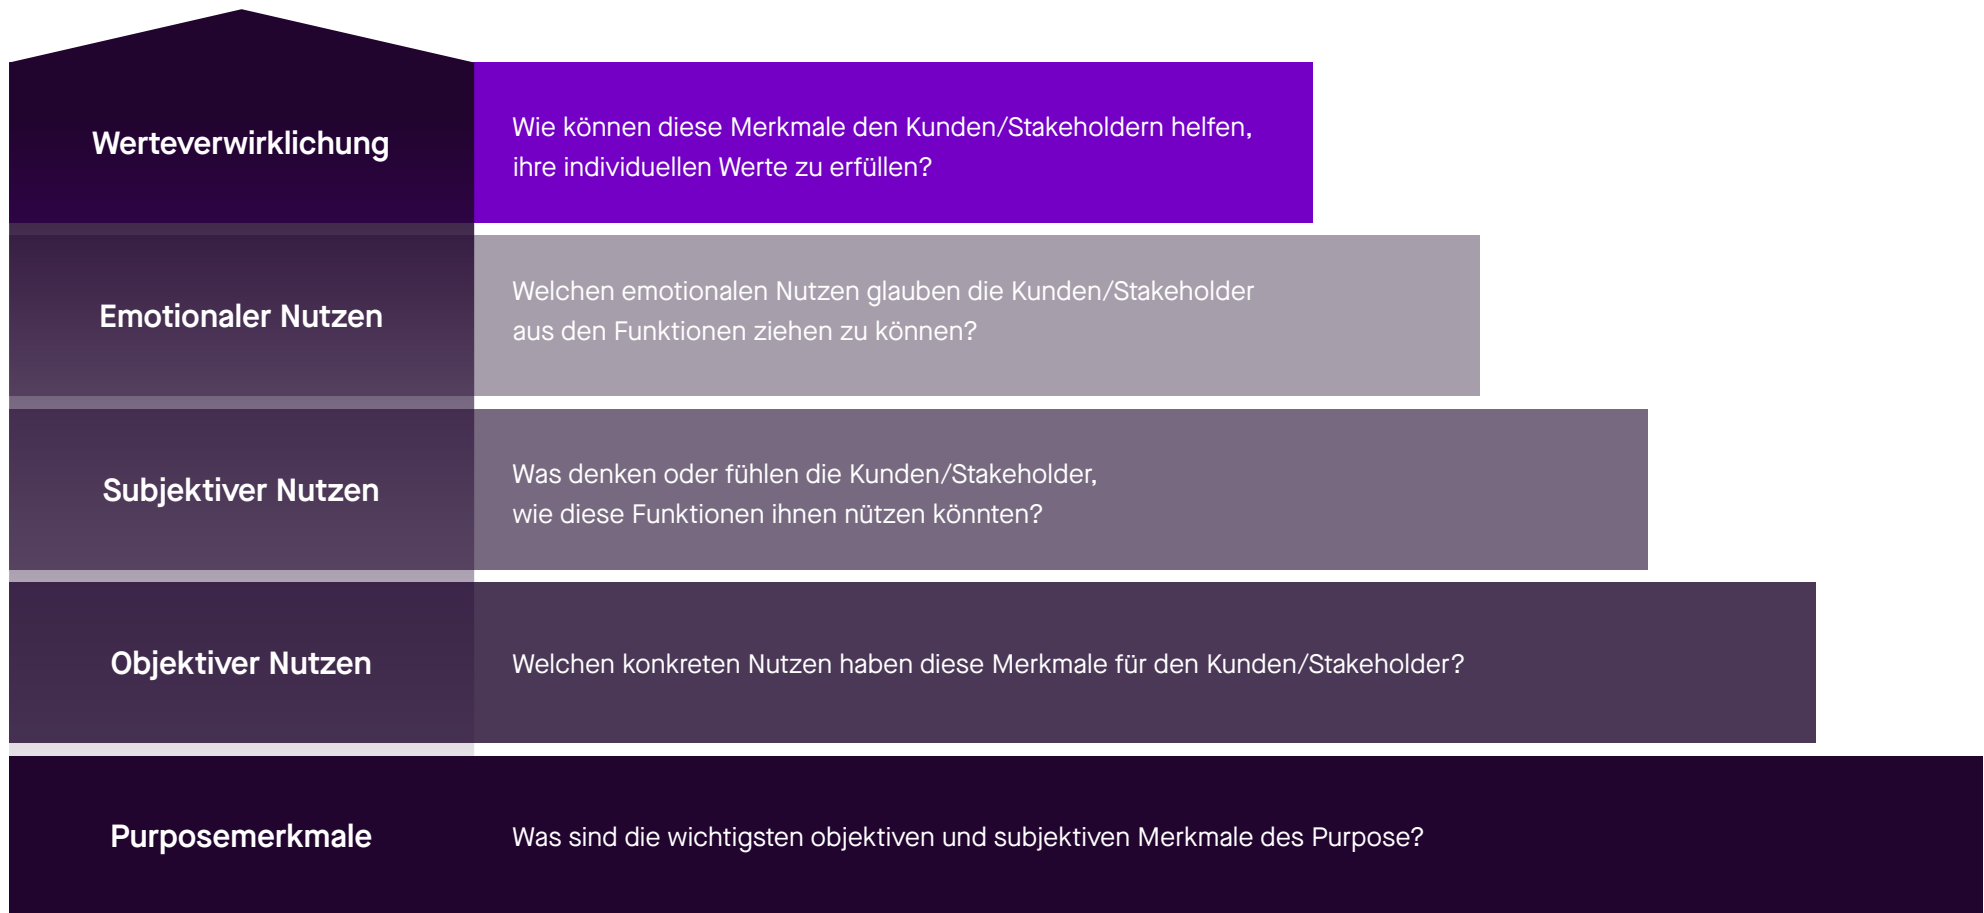 Werteverwirklichung
Wie können diese Merkmale den Kunden/Stakeholdern helfen,
ihre individuellen Werte zu erfüllen?
Emotionaler Nutzen
Welchen emotionalen Nutzen glauben die Kunden/Stakeholder
aus den Funktionen ziehen zu können?
Subjektiver Nutzen
Was denken oder fühlen die Kunden/Stakeholder,
wie diese Funktionen ihnen nützen könnten?
Objektiver Nutzen
Welchen konkreten Nutzen haben diese Merkmale für den Kunden/Stakeholder?
Purposemerkmale
Was sind die wichtigsten objektiven und subjektiven Merkmale des Purpose?